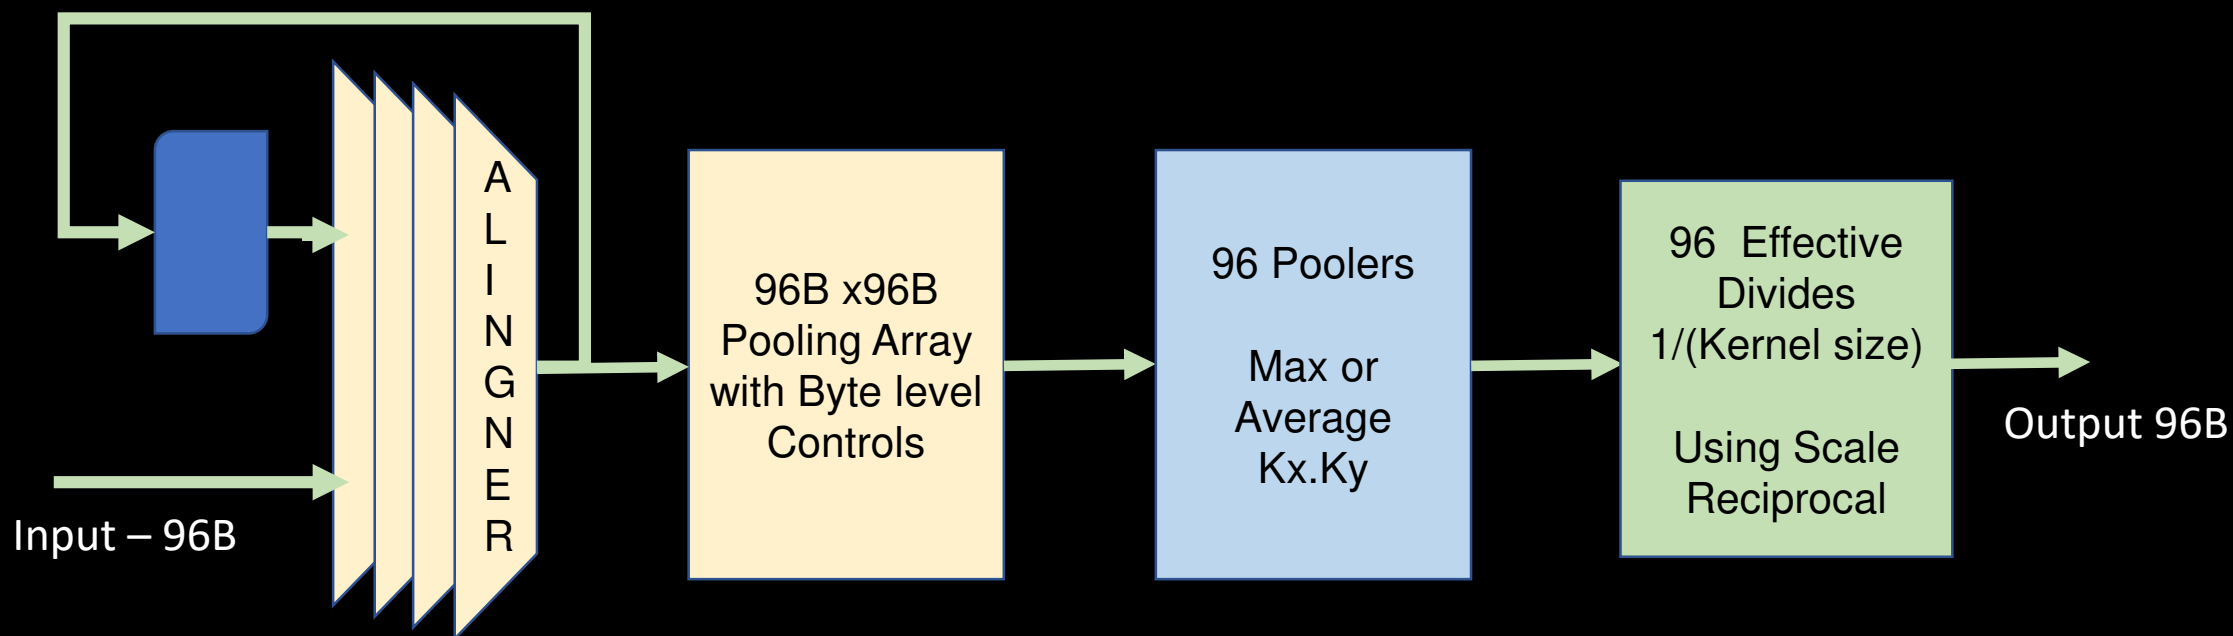 Input – 96B
A
L
I
N
G
N
E
R
96B x96B
Pooling Array
with Byte level
Controls
96 Poolers
Max or
Average
Kx.Ky
96 Effective
Divides
1/(Kernel size)
Using Scale
Reciprocal
Output 96B